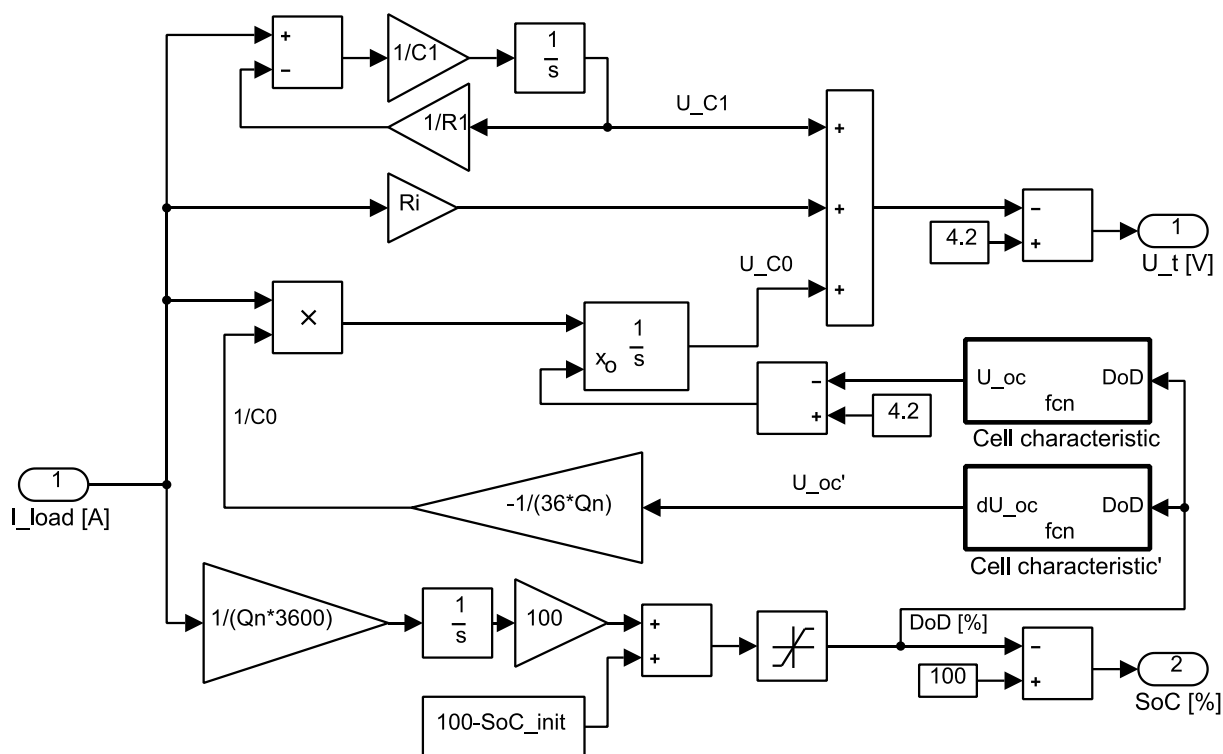 +
−
1/C1
1
s
1/R1
U_C1
+
Ri
+
−
4.2
+
1
U_t [V]
U_C0
+
×
1
x_o s
1/C0
−
+
4.2
U_oc DoD
fcn
Cell characteristic
1
I_load [A]
-1/(36*Qn)
U_oc'
dU_oc DoD
fcn
Cell characteristic'
1/(Qn*3600)
1
s
100
+
+
DoD [%]
−
100
+
2
SoC [%]
100-SoC_init